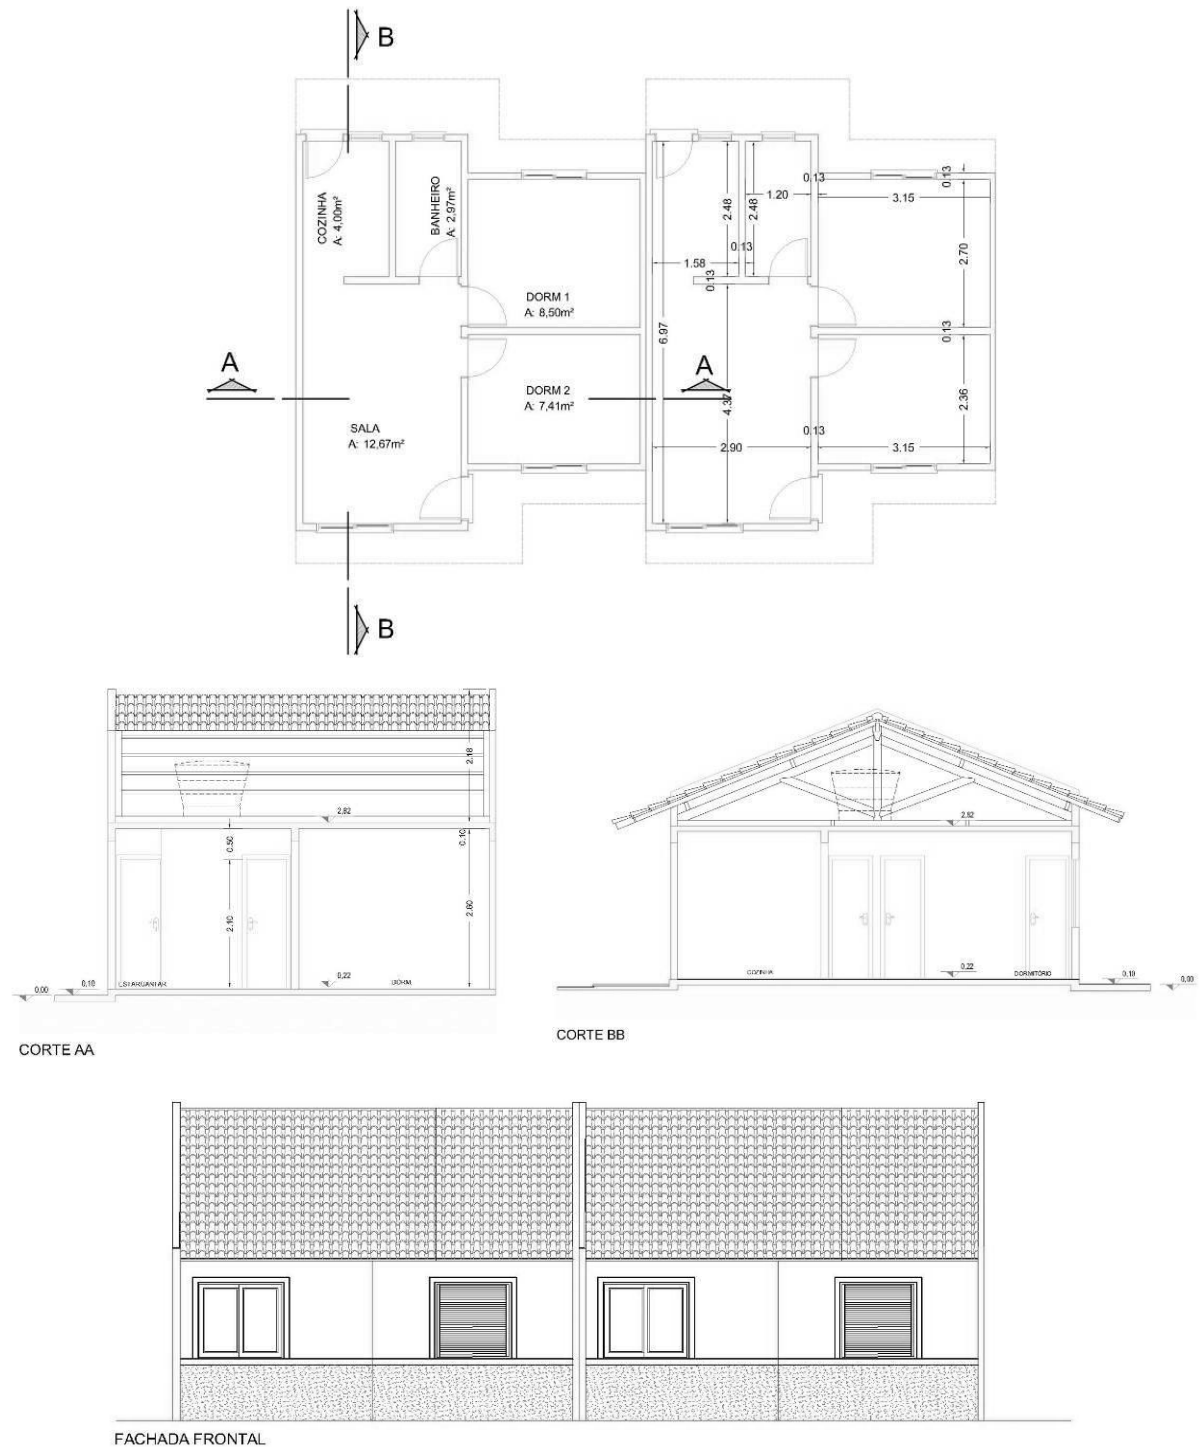 B
COZINHA
A: 4,00m²
BANHEIRO
A: 2,97m²
DORM 1
A: 8,50m²
DORM 2
A: 7,41m²
SALA
A: 12,67m²
A
A
2.48
2.48
1.20
0.13
3.15
0.13
1.58
0.13
0.13
2.70
6.97
0.13
4.37
2.36
0.13
2.90
3.15
B
2.18
2,82
0.50
0.10
2.10
2.60
0,00
0,10
ESTAR/JANTAR
0,22
DORM.
CORTE AA
2,82
COZINHA
0,22
DORMITÓRIO
0,10
0,00
CORTE BB
FACHADA FRONTAL